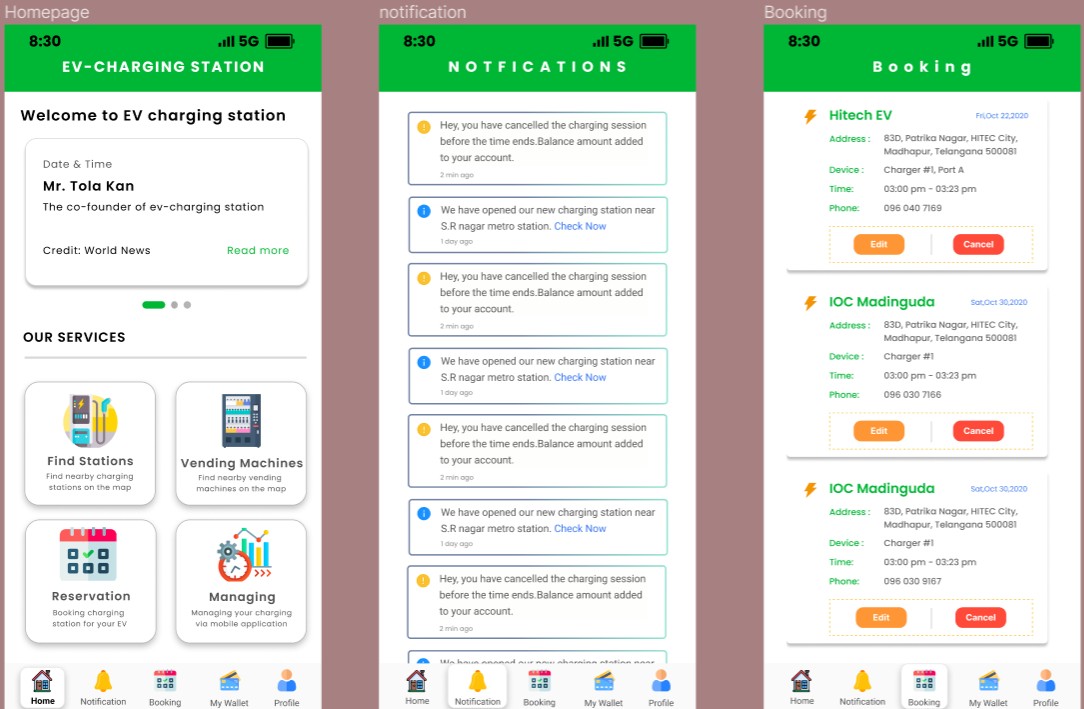 Homepage
8:30
5G
EV-CHARGING STATION
Welcome to EV charging station
Date & Time
Mr. Tola Kan
The co-founder of ev-charging station
Credit: World News
Read more
OUR SERVICES
Find Stations
Find nearby charging
stations on the map
Vending Machines
Find nearby vending
machines on the map
Reservation
Booking charging
station for your EV
Managing
Managing your charging
via mobile application
Home
Notification
Booking
My Wallet
Profile
notification
8:30
5G
NOTFICATIONS
Hey, you have cancelled the charging session
before the time ends.Balance amount added
to your account.
2 min ago
We have opened our new charging station near
S.R nagar metro station. Check Now
1 day ago
Hey, you have cancelled the charging session
before the time ends.Balance amount added
to your account.
2 min ago
We have opened our new charging station near
S.R nagar metro station. Check Now
1 day ago
Hey, you have cancelled the charging session
before the time ends.Balance amount added
to your account.
2 min ago
We have opened our new charging station near
S.R nagar metro station. Check Now
1 day ago
Hey, you have cancelled the charging session
before the time ends.Balance amount added
to your account.
2 min ago
We have opened our new charging station near
Home
Notification
Booking
My Wallet
Profile
Booking
8:30
5G
Booking
Hitech EV
Fri,Oct 22,2020
Address : 83D, Patrika Nagar, HITEC City,
Madhapur, Telangana 500081
Device : Charger #1, Port A
Time: 03:00 pm - 03:23 pm
Phone: 096 040 7169
Edit
Cancel
IOC Madinguda
Sat,Oct 30,2020
Address : 83D, Patrika Nagar, HITEC City,
Madhapur, Telangana 500081
Device : Charger #1
Time: 03:00 pm - 03:23 pm
Phone: 096 030 7166
Edit
Cancel
IOC Madinguda
Sat,Oct 30,2020
Address : 83D, Patrika Nagar, HITEC City,
Madhapur, Telangana 500081
Device : Charger #1
Time: 03:00 pm - 03:23 pm
Phone: 096 030 9167
Edit
Cancel
Home
Notification
Booking
My Wallet
Profile